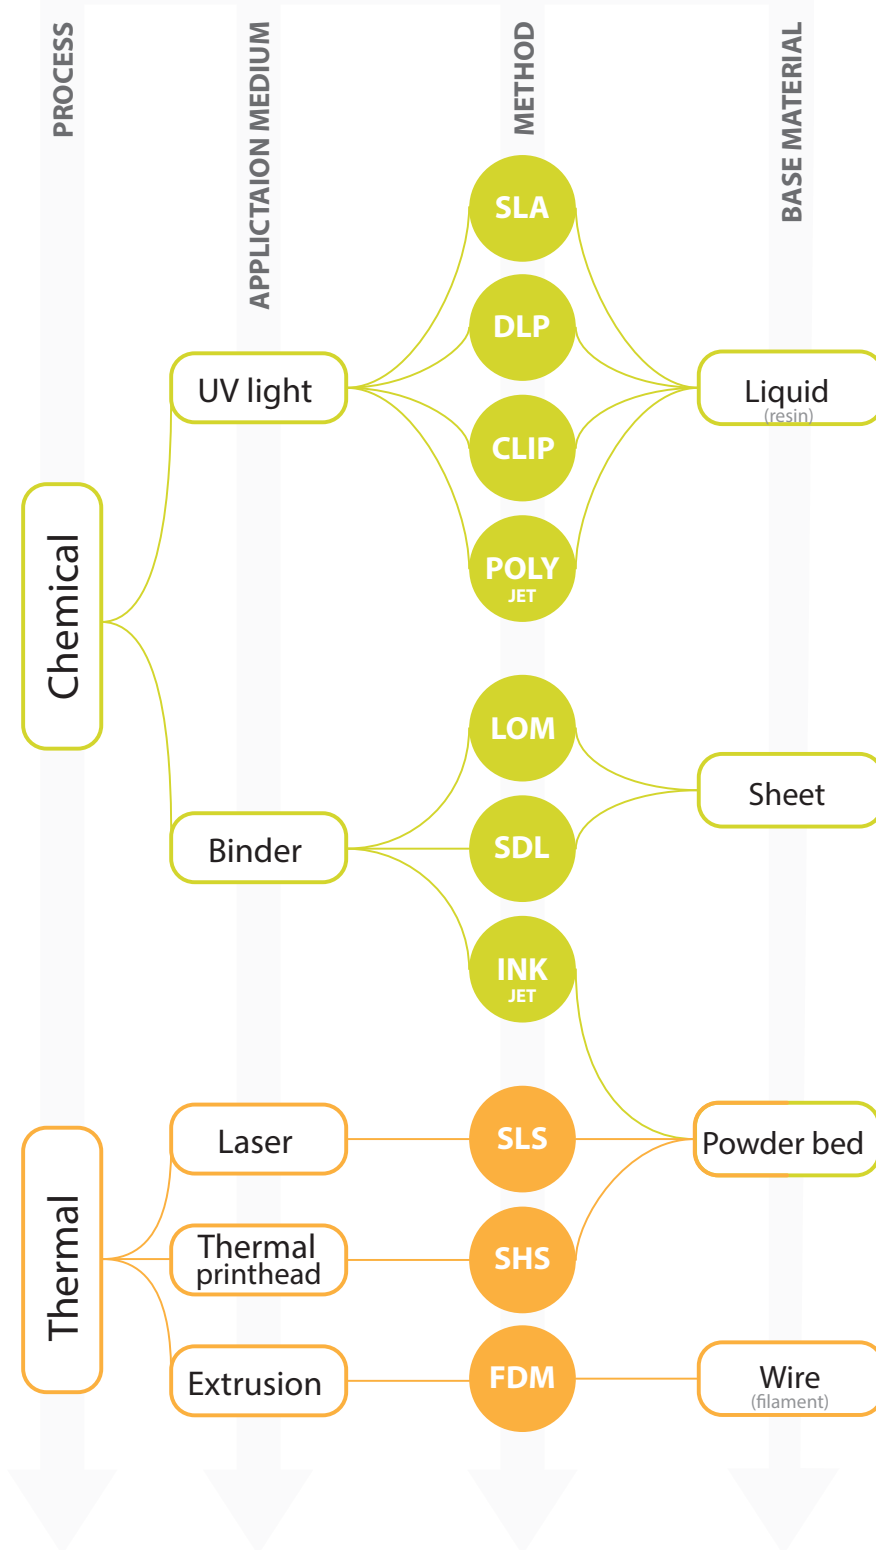 PROCESS
APPLICTAION MEDIUM
METHOD
BASE MATERIAL
Chemical
UV light
SLA
DLP
CLIP
POLY
JET
Liquid
(resin)
Binder
LOM
SDL
INK
JET
Sheet
Thermal
Laser
SLS
Powder bed
Thermal
printhead
SHS
Extrusion
FDM
Wire
(filament)